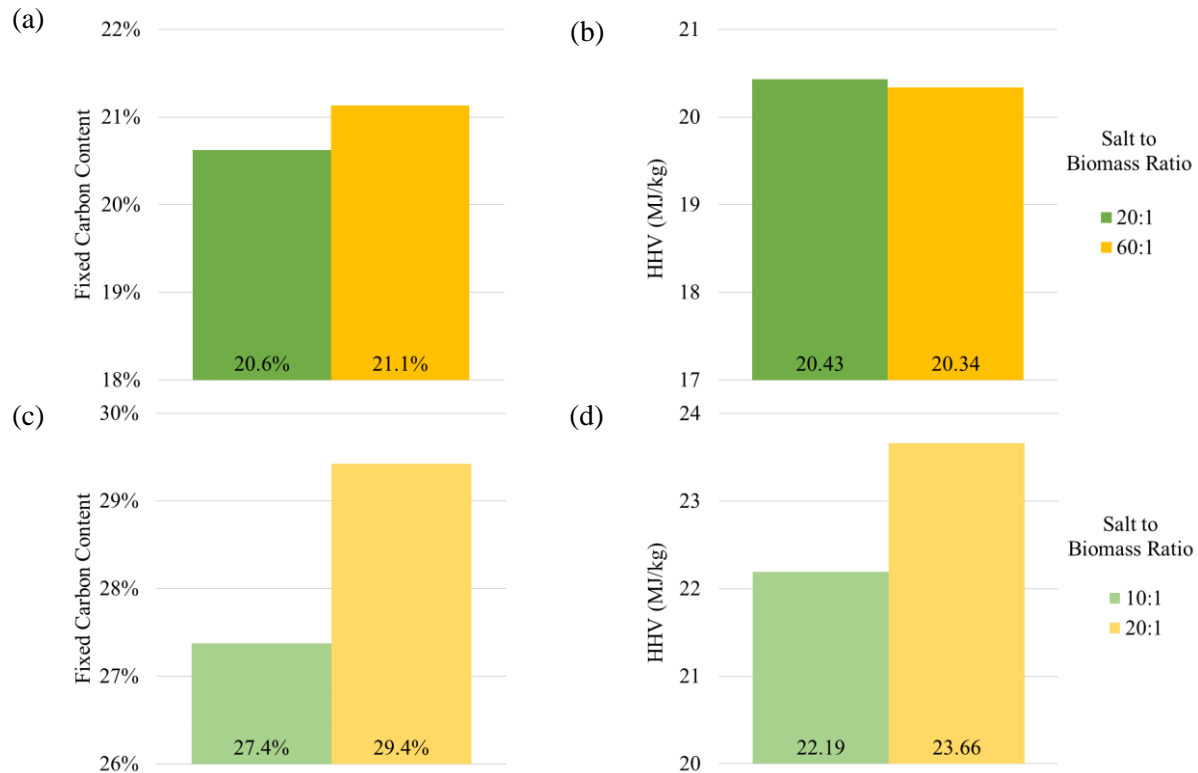 (a)
22%
21%
20%
19%
18%
Fixed Carbon Content
20.6%
21.1%
(b)
21
20
19
18
17
HHV (MJ/kg)
20.43
20.34
Salt to
Biomass Ratio
20:1
60:1
(c)
30%
29%
28%
27%
26%
Fixed Carbon Content
27.4%
29.4%
(d)
24
23
22
21
20
HHV (MJ/kg)
22.19
23.66
Salt to
Biomass Ratio
10:1
20:1